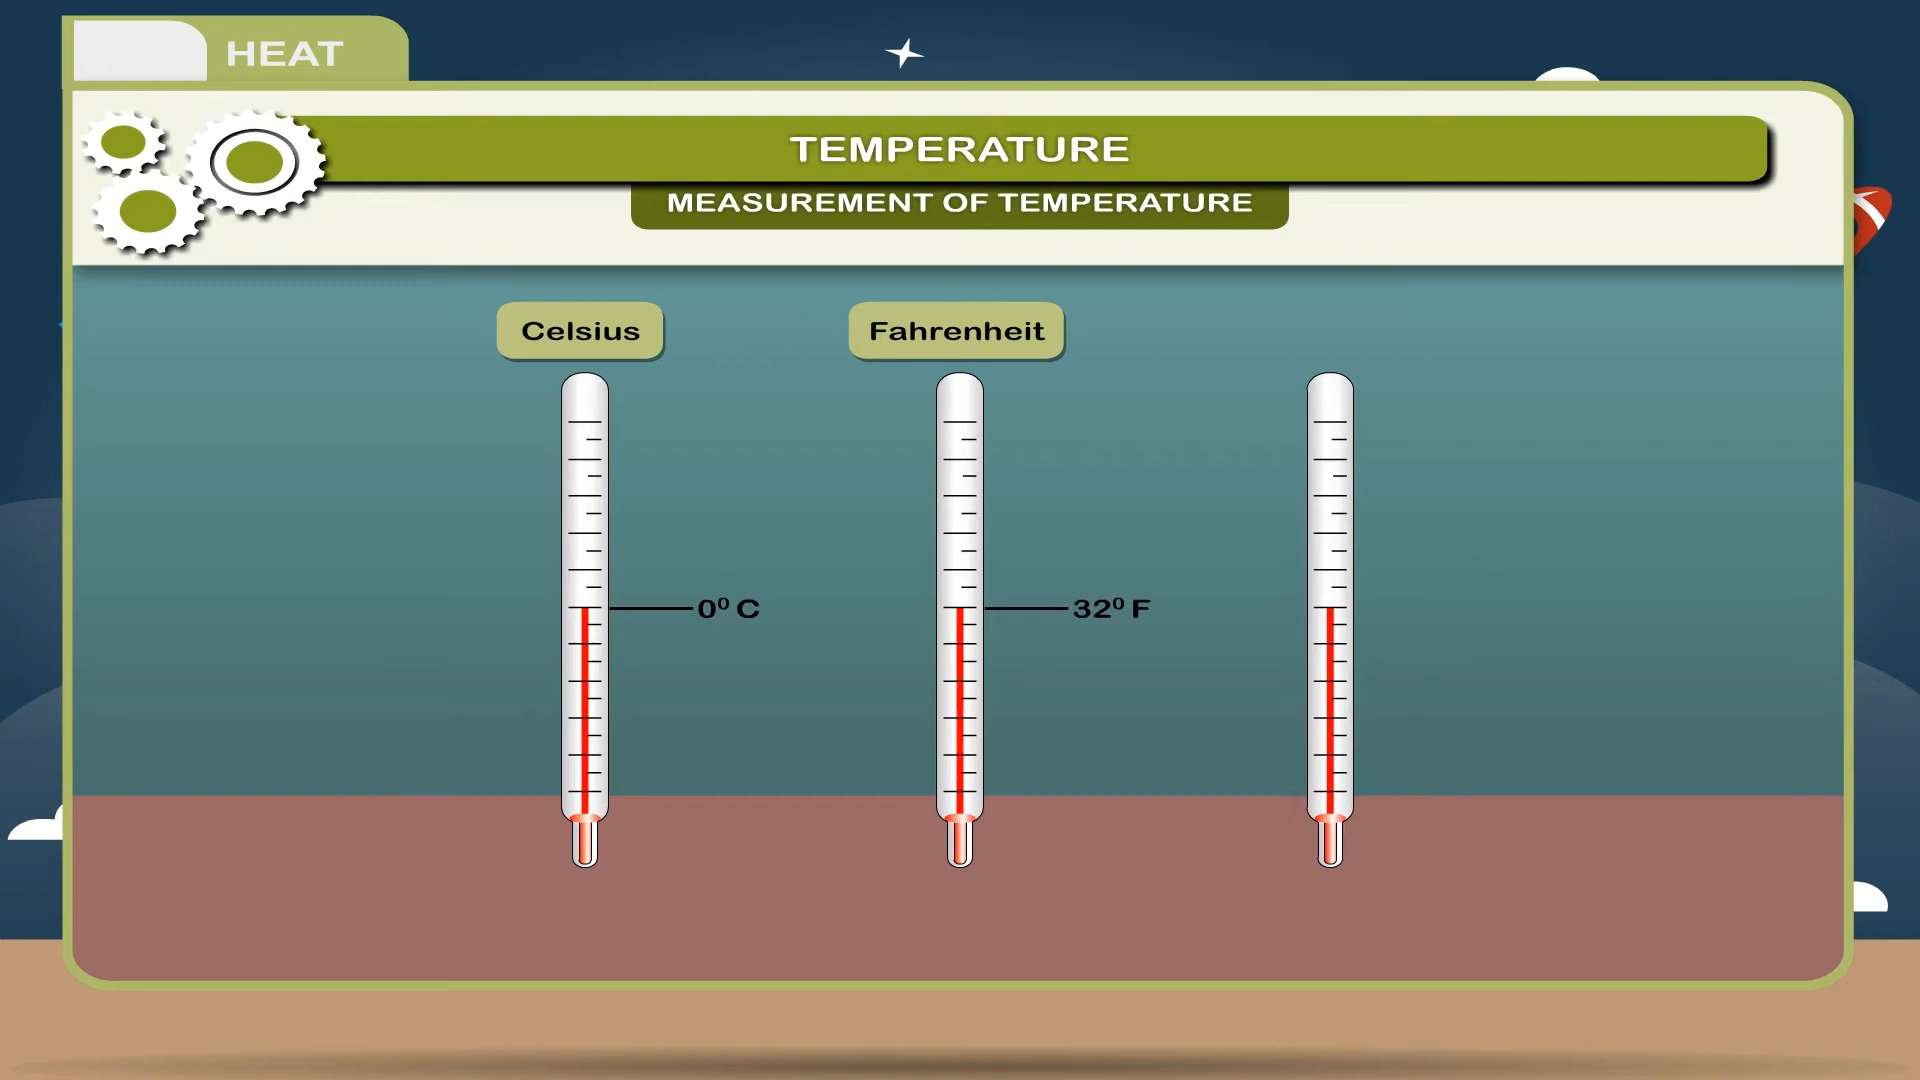 HEAT
TEMPERATURE
MEASUREMENT OF TEMPERATURE
Celsius
Fahrenheit
0⁰ C
32⁰ F